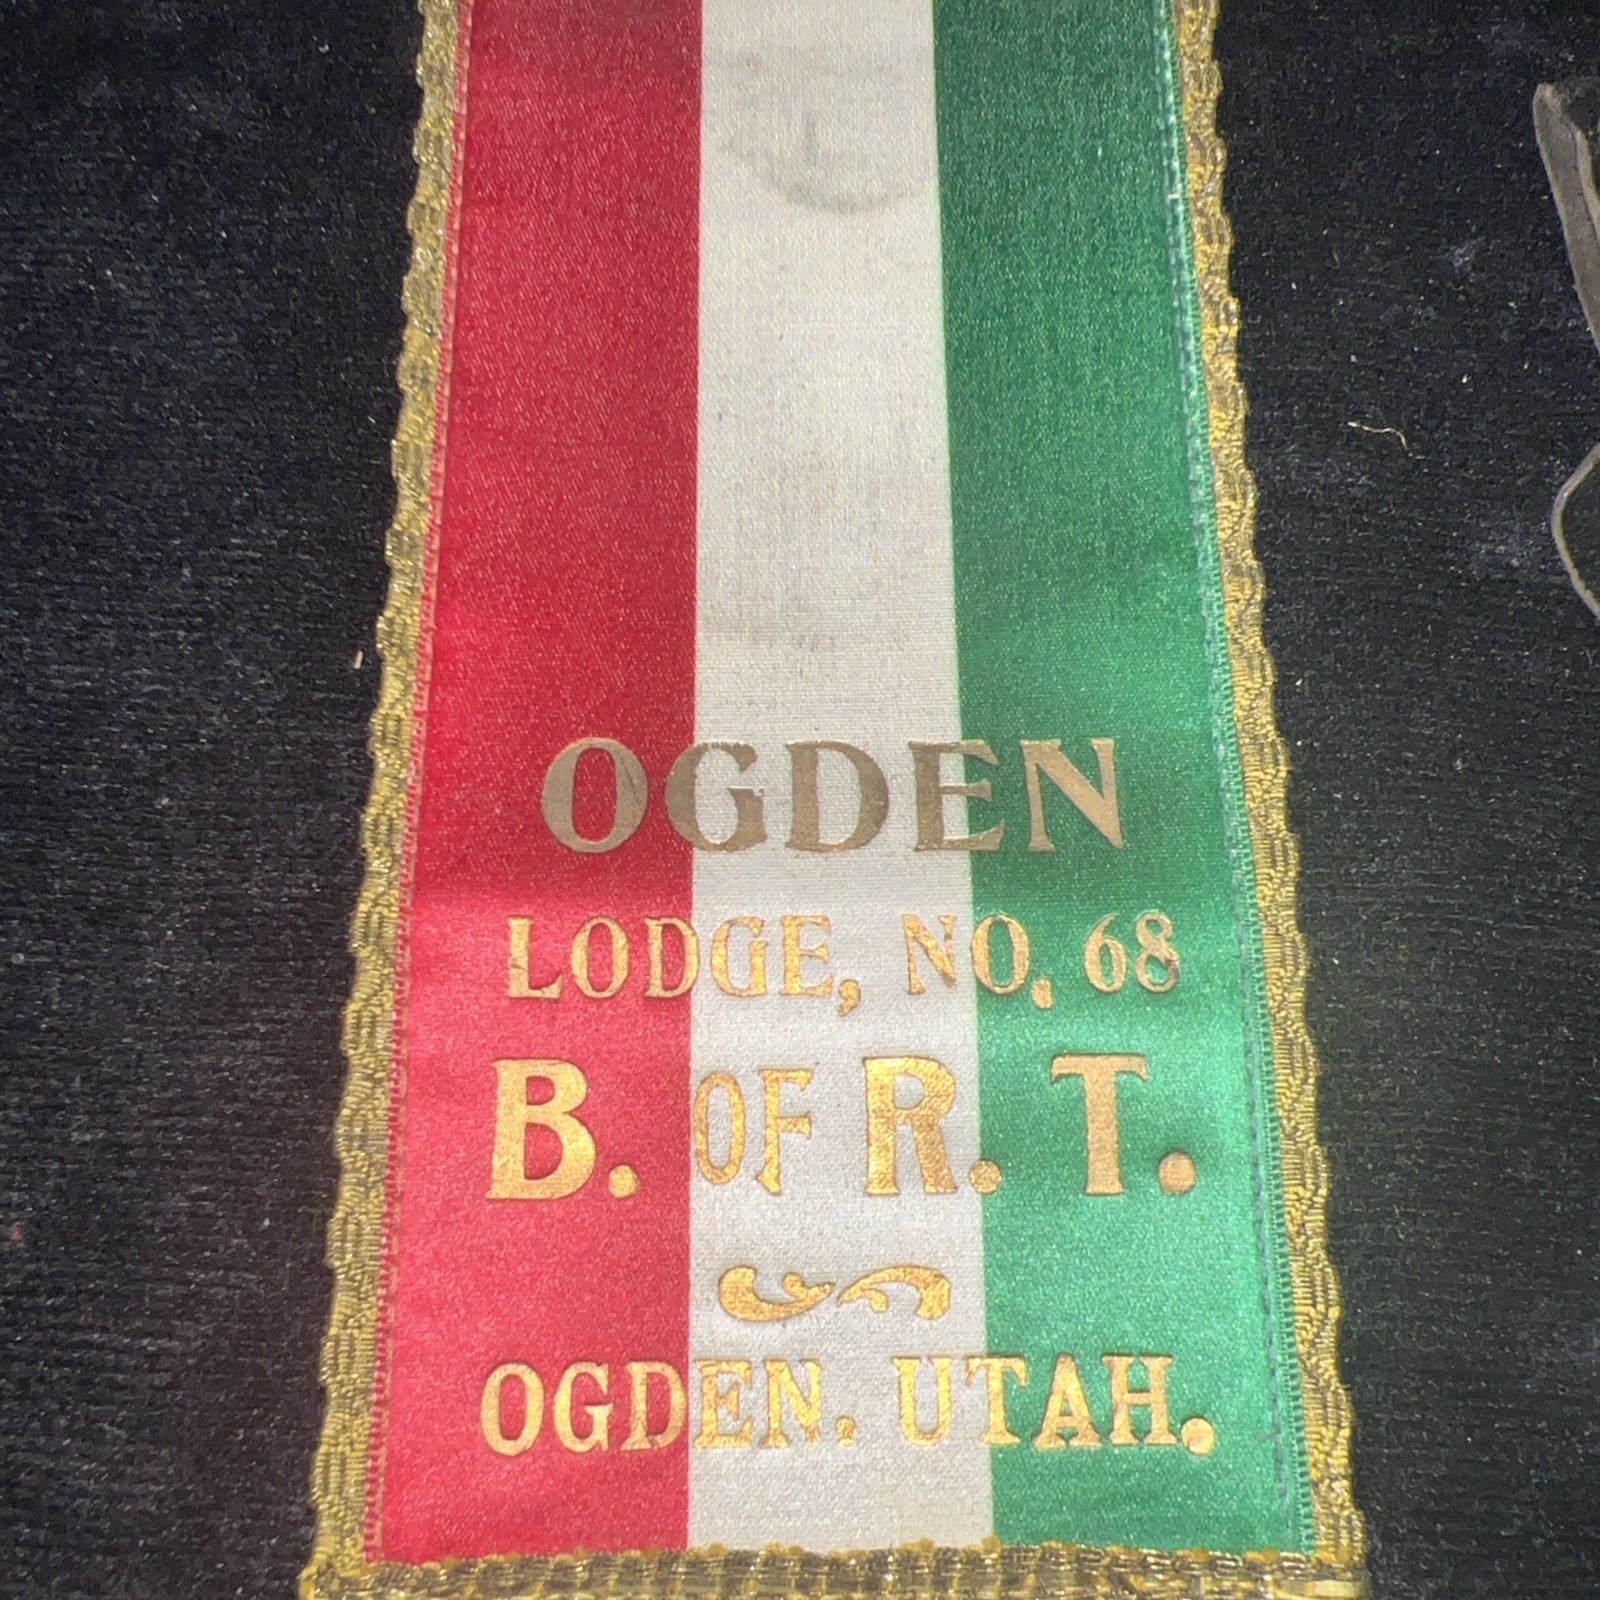 OGDEN
LODGE, NO. 68
B. OF R. T.
OGDEN. UTAH.